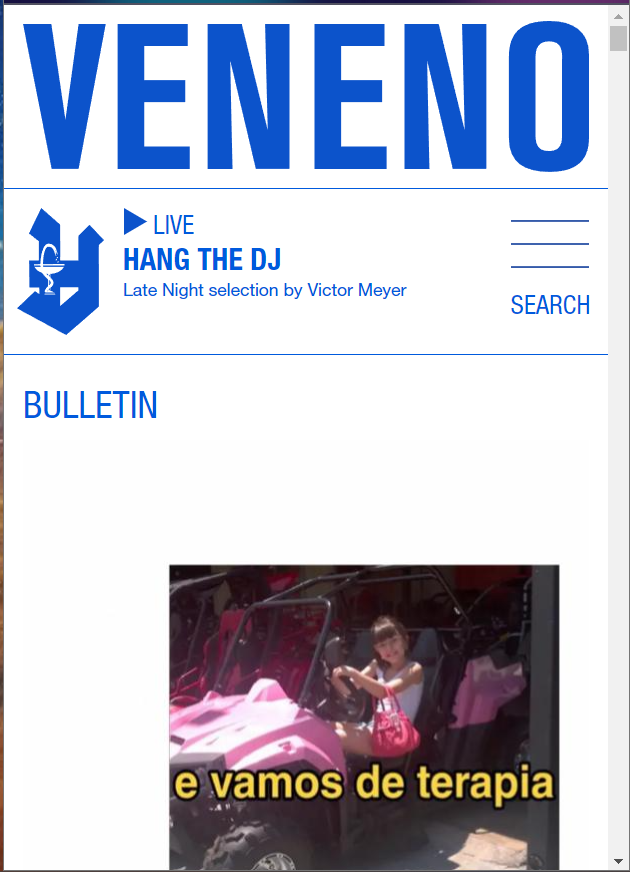 VENENO
LIVE
HANG THE DJ
Late Night selection by Victor Meyer
SEARCH
BULLETIN
e vamos de terapia